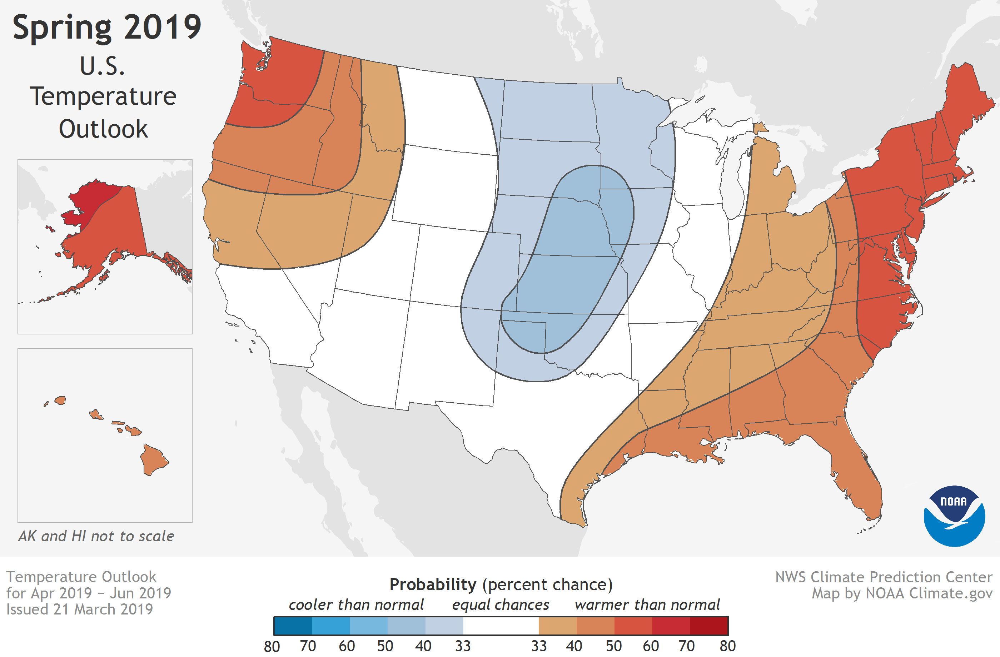 Spring 2019
U.S.
Temperature
Outlook
AK and HI not to scale
NOAA
Temperature Outlook
for Apr 2019 – Jun 2019
Issued 21 March 2019
Probability (percent chance)
cooler than normal equal chances warmer than normal
80 70 60 50 40 33 33 40 50 60 70 80
NWS Climate Prediction Center
Map by NOAA Climate.gov